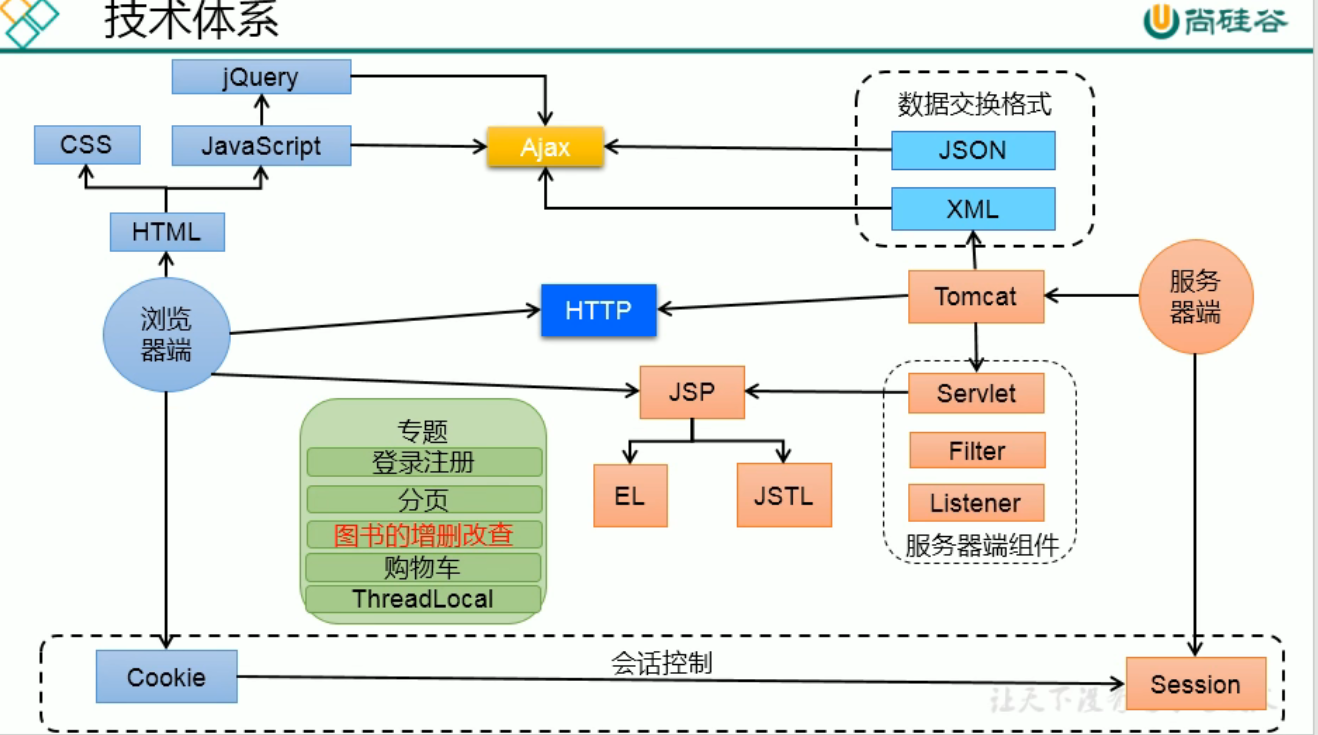 技术体系
尚硅谷
jQuery
数据交换格式
CSS
JavaScript
Ajax
JSON
XML
HTML
浏览
器端
HTTP
Tomcat
服务
器端
JSP
Servlet
专题
登录注册
分页
图书的增删改查
购物车
ThreadLocal
EL
JSTL
Filter
Listener
服务器端组件
会话控制
Cookie
Session
让天下没有